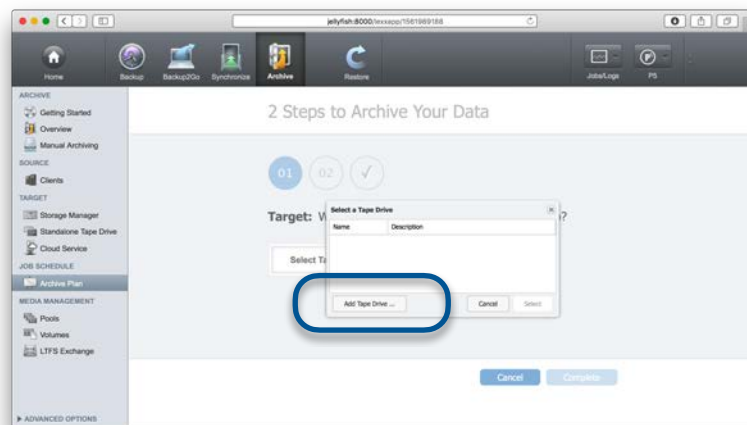 jellyfish:8000/lexxapp/1561989188
Home
Backup
Backup2Go
Synchronize
Archive
Restore
Jobs/Logs
P5
ARCHIVE
Getting Started
Overview
Manual Archiving
SOURCE
Clients
TARGET
Storage Manager
Standalone Tape Drive
Cloud Service
JOB SCHEDULE
Archive Plan
MEDIA MANAGEMENT
Pools
Volumes
LTFS Exchange
ADVANCED OPTIONS
2 Steps to Archive Your Data
01
02
Target: W
?
Select Ta
Select a Tape Drive
Name
Description
Add Tape Drive ...
Cancel
Select
Cancel
Complete